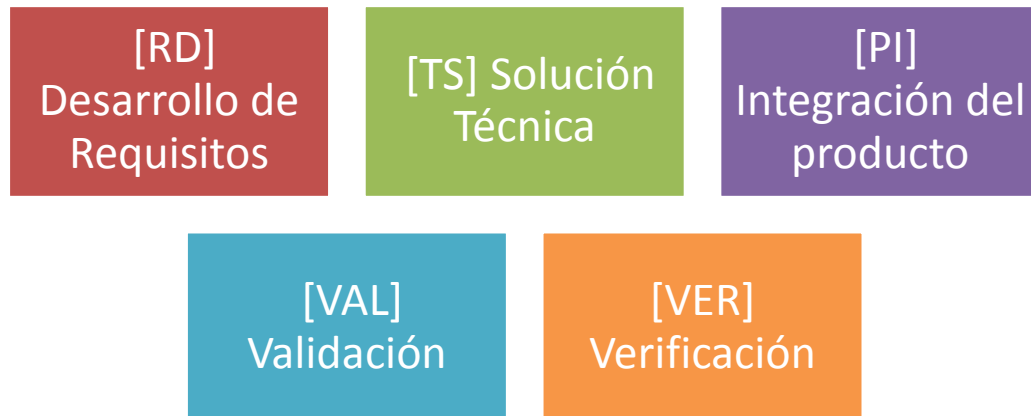 [RD]
Desarrollo de
Requisitos
[TS] Solución
Técnica
[PI]
Integración del
producto
[VAL]
Validación
[VER]
Verificación